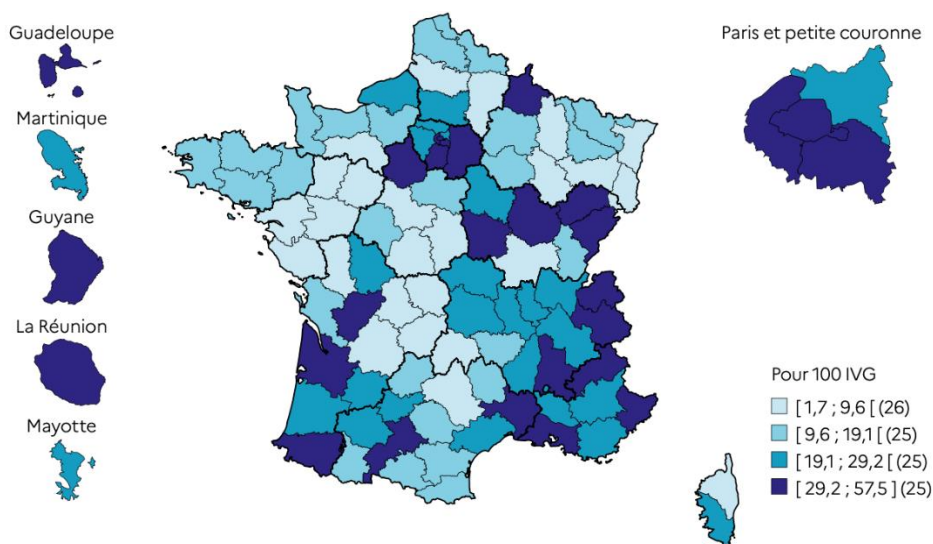 Guadeloupe
Martinique
Guyane
La Réunion
Mayotte
Paris et petite couronne
Pour 100 IVG
[ 1,7 ; 9,6 [ (26)
[ 9,6 ; 19,1 [ (25)
[ 19,1 ; 29,2 [ (25)
[ 29,2 ; 57,5 ] (25)